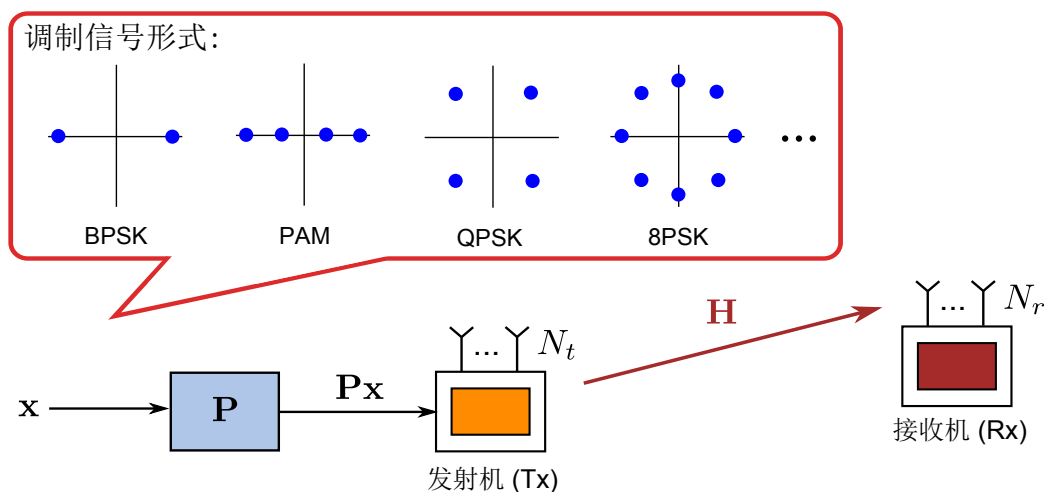 调制信号形式:
...
BPSK PAM QPSK 8PSK
H
... N_r
... N_t
x
P
Px
接收机 (Rx)
发射机 (Tx)